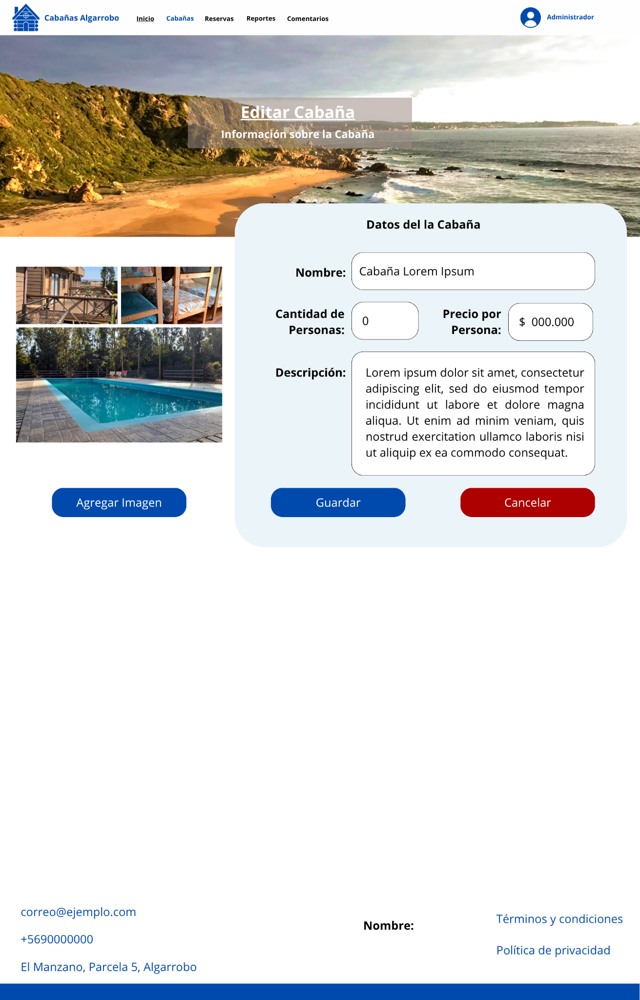 Cabañas Algarrobo
Inicio
Cabañas
Reservas
Reportes
Comentarios
Administrador
Editar Cabaña
Información sobre la Cabaña
Datos del la Cabaña
Nombre:
Cabaña Lorem Ipsum
Cantidad de
Personas:
0
Precio por
Persona:
$ 000.000
Descripción:
Lorem ipsum dolor sit amet, consectetur
adipiscing elit, sed do eiusmod tempor
incididunt ut labore et dolore magna
aliqua. Ut enim ad minim veniam, quis
nostrud exercitation ullamco laboris nisi
ut aliquip ex ea commodo consequat.
Agregar Imagen
Guardar
Cancelar
correo@ejemplo.com
+5690000000
El Manzano, Parcela 5, Algarrobo
Nombre:
Términos y condiciones
Política de privacidad